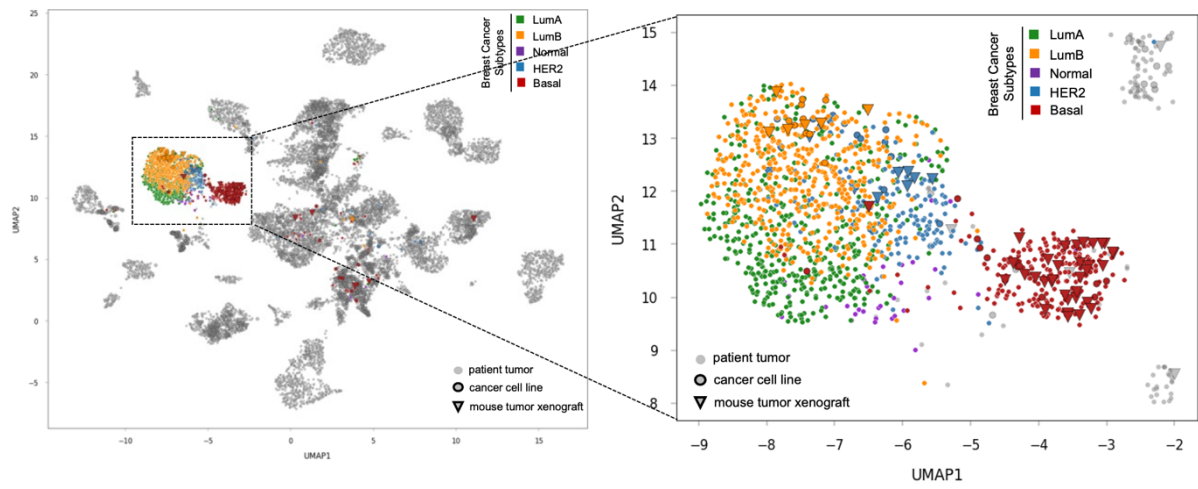 25
20
15
10
5
0
−5
UMAP2
−10
−5
0
5
10
15
UMAP1
Breast Cancer
Subtypes
LumA
LumB
Normal
HER2
Basal
patient tumor
cancer cell line
mouse tumor xenograft
15
14
13
12
11
10
9
8
UMAP2
−9
−8
−7
−6
−5
−4
−3
−2
UMAP1
Breast Cancer
Subtypes
LumA
LumB
Normal
HER2
Basal
patient tumor
cancer cell line
mouse tumor xenograft